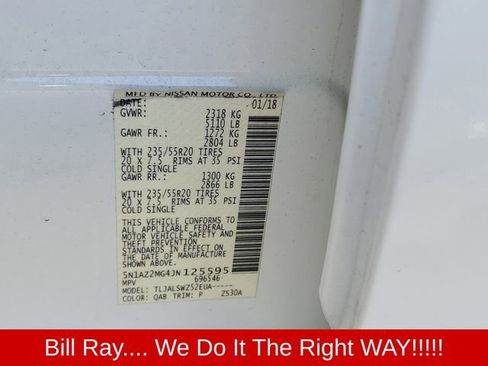 MFD BY NISSAN MOTOR CO., LTD.
DATE: 01/18
GVWR: 2318 KG
5110 LB
GAWR FR.: 1272 KG
2804 LB
WITH 235/55R20 TIRES
20 x 7.5 RIMS AT 35 PSI
COLD SINGLE
GAWR RR.: 1300 KG
2866 LB
WITH 235/55R20 TIRES
20 x 7.5 RIMS AT 35 PSI
COLD SINGLE
THIS VEHICLE CONFORMS TO
ALL APPLICABLE FEDERAL
MOTOR VEHICLE SAFETY AND
THEFT PREVENTION
STANDARDS IN EFFECT ON
THE DATE OF MANUFACTURE
SHOWN ABOVE.
5N1AZ2MG4JN125595
MPV 696546
MODEL: TLJALSWZ52EUA-----
COLOR: QAB TRIM: P ZS30A
Bill Ray.... We Do It The Right WAY!!!!!